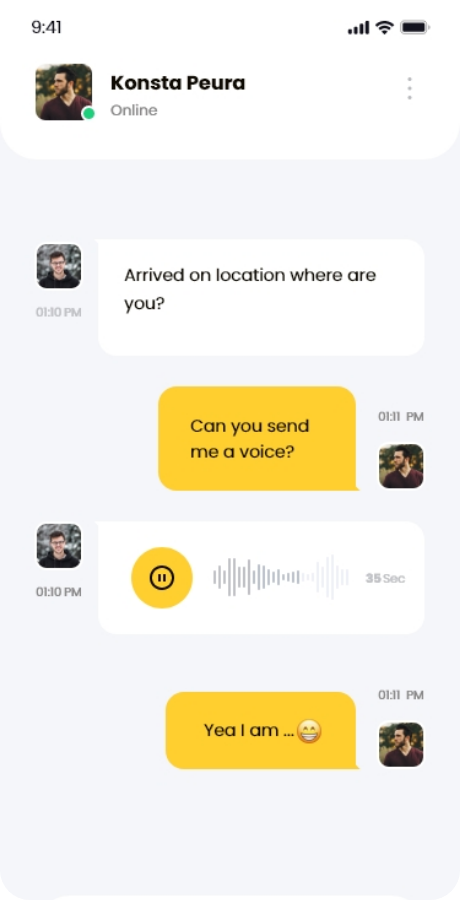 9:41
Konsta Peura
Online
Arrived on location where are
you?
01:10 PM
01:11 PM
Can you send
me a voice?
35 Sec
01:10 PM
01:11 PM
Yea I am ...😁